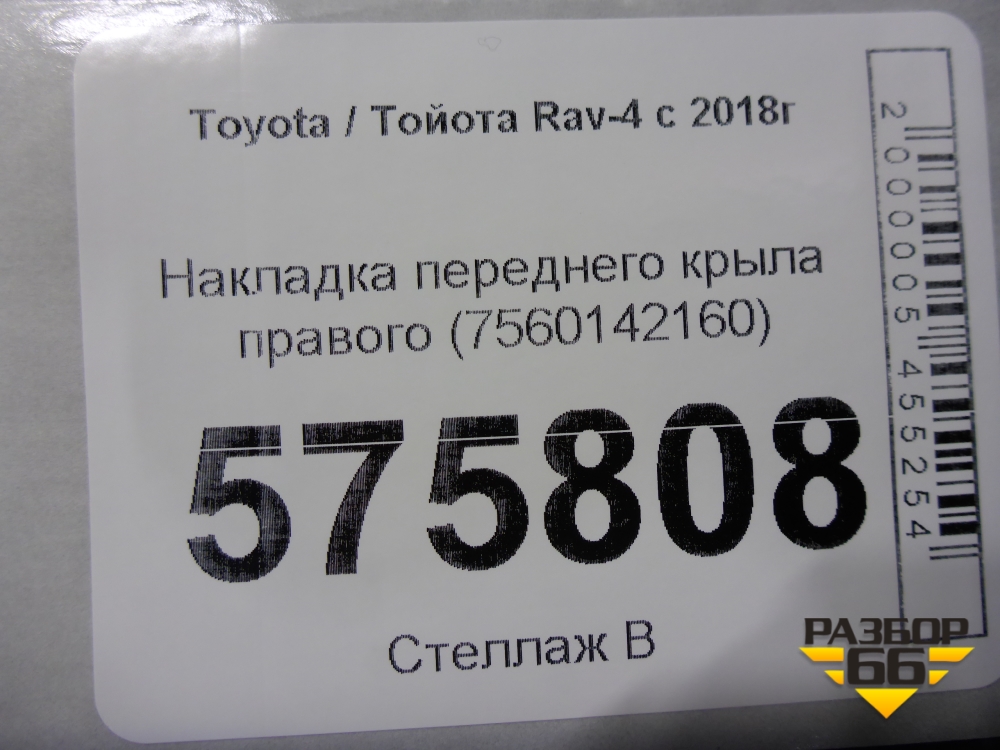 Toyota / Тойота Rav-4 с 2018г
Накладка переднего крыла
правого (7560142160)
575808
Стеллаж В
2000005455254
РАЗБОР
66